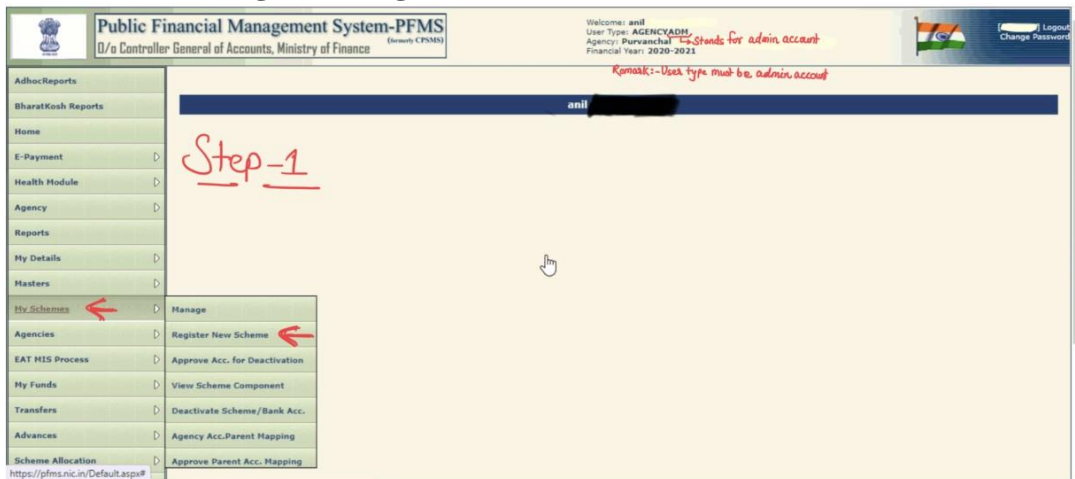 Public Financial Management System-PFMS
(formerly CPSMS)
O/o Controller General of Accounts, Ministry of Finance
Welcome: anil
User Type: AGENCYADM
Agency: Purvanchal
Financial Year: 2020-2021
Stands for admin account
Remark:-User type must be admin account
[ ] Logout
Change Password
anil
Step-1
AdhocReports
BharatKosh Reports
Home
E-Payment
Health Module
Agency
Reports
My Details
Masters
My Schemes
Agencies
EAT MIS Process
My Funds
Transfers
Advances
Scheme Allocation
Manage
Register New Scheme
Approve Acc. for Deactivation
View Scheme Component
Deactivate Scheme/Bank Acc.
Agency Acc.Parent Mapping
Approve Parent Acc. Mapping
https://pfms.nic.in/Default.aspx#